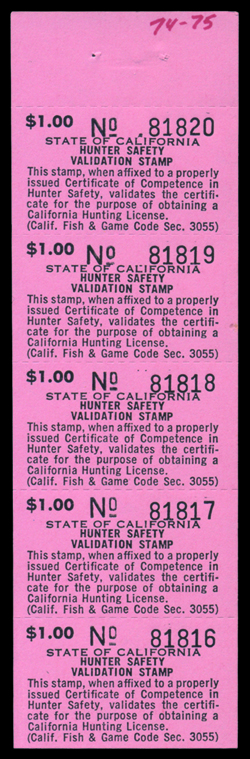 74-75
$1.00 No 81820
STATE OF CALIFORNIA
HUNTER SAFETY
VALIDATION STAMP
This stamp, when affixed to a properly
issued Certificate of Competence in
Hunter Safety, validates the certifi-
cate for the purpose of obtaining a
California Hunting License.
(Calif. Fish & Game Code Sec. 3055)
$1.00 No 81819
STATE OF CALIFORNIA
HUNTER SAFETY
VALIDATION STAMP
This stamp, when affixed to a properly
issued Certificate of Competence in
Hunter Safety, validates the certifi-
cate for the purpose of obtaining a
California Hunting License.
(Calif. Fish & Game Code Sec. 3055)
$1.00 No 81818
STATE OF CALIFORNIA
HUNTER SAFETY
VALIDATION STAMP
This stamp, when affixed to a properly
issued Certificate of Competence in
Hunter Safety, validates the certifi-
cate for the purpose of obtaining a
California Hunting License.
(Calif. Fish & Game Code Sec. 3055)
$1.00 No 81817
STATE OF CALIFORNIA
HUNTER SAFETY
VALIDATION STAMP
This stamp, when affixed to a properly
issued Certificate of Competence in
Hunter Safety, validates the certifi-
cate for the purpose of obtaining a
California Hunting License.
(Calif. Fish & Game Code Sec. 3055)
$1.00 No 81816
STATE OF CALIFORNIA
HUNTER SAFETY
VALIDATION STAMP
This stamp, when affixed to a properly
issued Certificate of Competence in
Hunter Safety, validates the certifi-
cate for the purpose of obtaining a
California Hunting License.
(Calif. Fish & Game Code Sec. 3055)